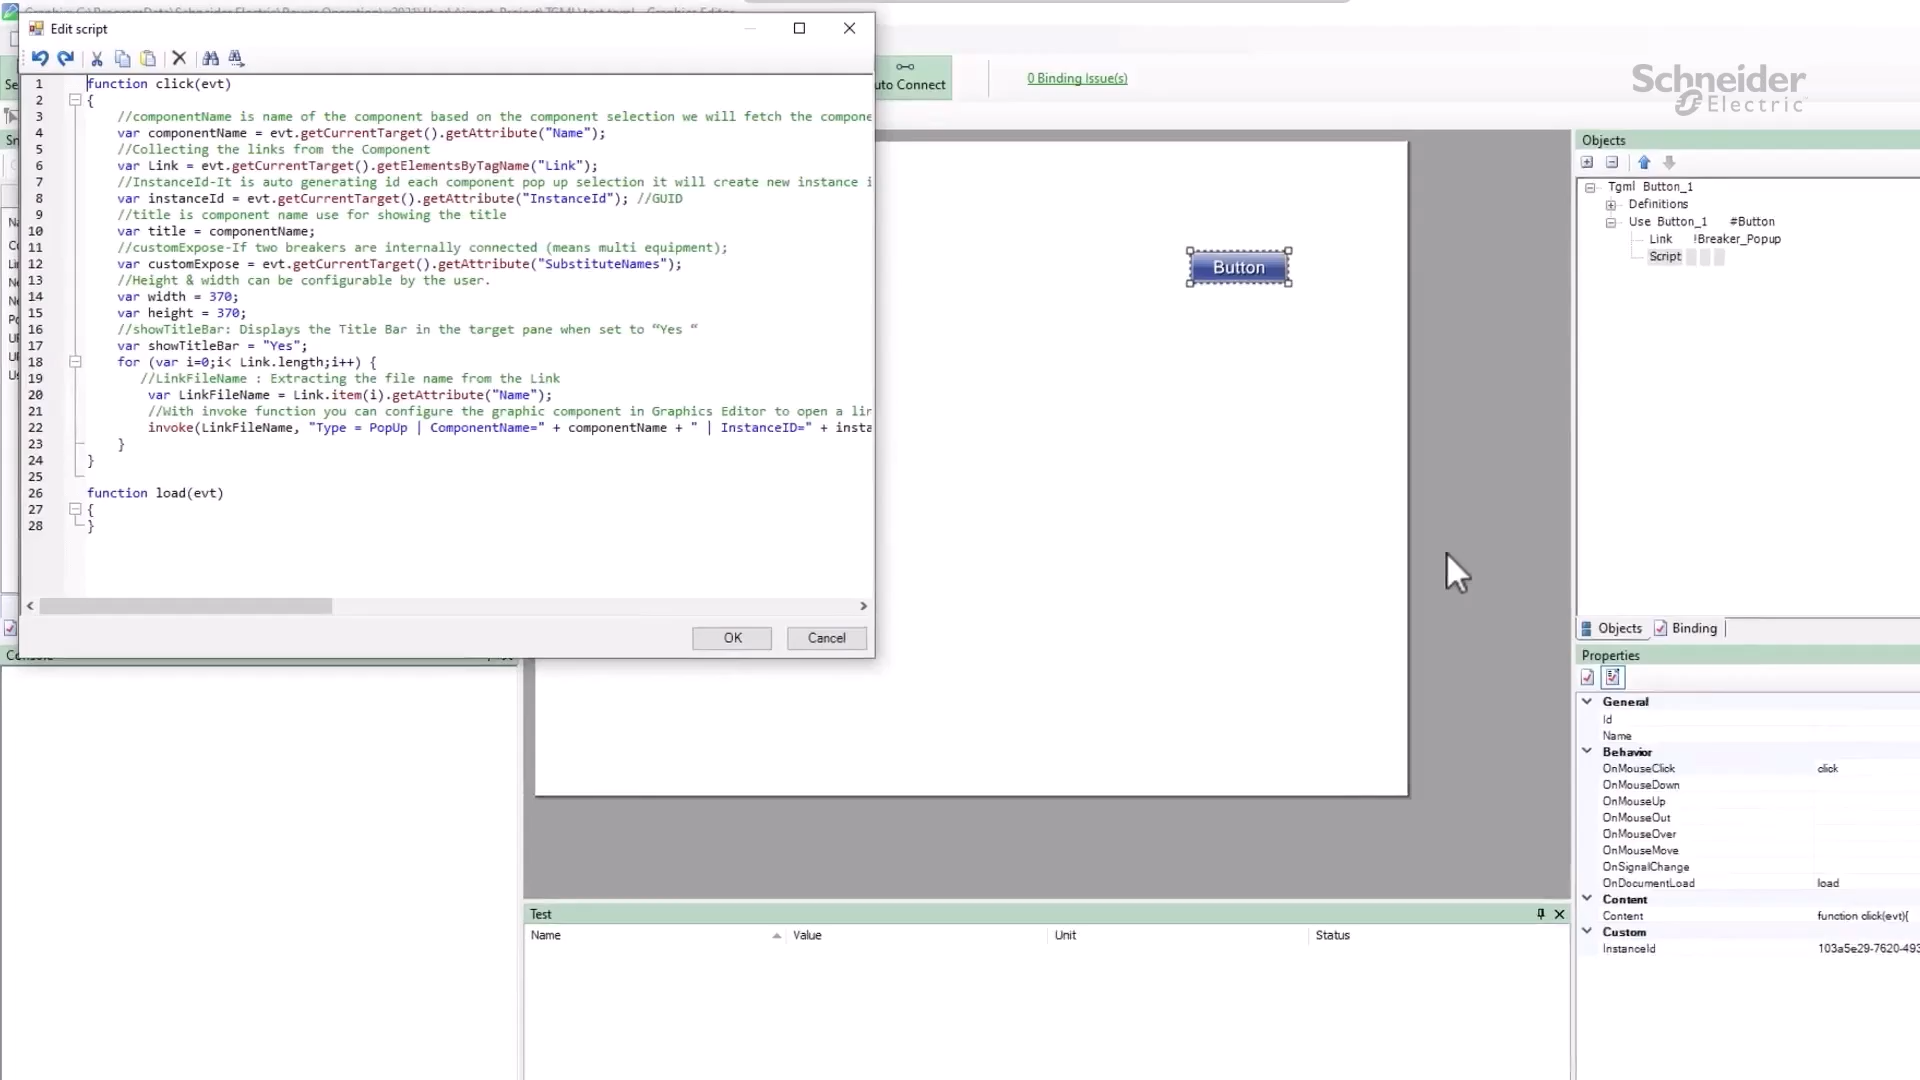 Edit script
1 function click(evt)
2 {
3 //componentName is name of the component based on the component selection we will fetch the compone
4 var componentName = evt.getCurrentTarget().getAttribute("Name");
5 //Collecting the links from the Component
6 var Link = evt.getCurrentTarget().getElementsByTagName("Link");
7 //InstanceId-It is auto generating id each component pop up selection it will create new instance i
8 var instanceId = evt.getCurrentTarget().getAttribute("InstanceId"); //GUID
9 //title is component name use for showing the title
10 var title = componentName;
11 //customExpose-If two breakers are internally connected (means multi equipment);
12 var customExpose = evt.getCurrentTarget().getAttribute("SubstituteNames");
13 //Height & width can be configurable by the user.
14 var width = 370;
15 var height = 370;
16 //showTitleBar: Displays the Title Bar in the target pane when set to “Yes “
17 var showTitleBar = "Yes";
18 for (var i=0;i< Link.length;i++) {
19 //LinkFileName : Extracting the file name from the Link
20 var LinkFileName = Link.item(i).getAttribute("Name");
21 //With invoke function you can configure the graphic component in Graphics Editor to open a lin
22 invoke(LinkFileName, "Type = PopUp | ComponentName=" + componentName + " | InstanceID=" + insta
23 }
24 }
25
26 function load(evt)
27 {
28 }
OK Cancel
uto Connect
0 Binding Issue(s)
Schneider
Electric
Button
Objects
Tgml Button_1
Definitions
Use Button_1 #Button
Link !Breaker_Popup
Script
Objects Binding
Properties
General
Id
Name
Behavior
OnMouseClick click
OnMouseDown
OnMouseUp
OnMouseOut
OnMouseOver
OnMouseMove
OnSignalChange
OnDocumentLoad load
Content
Content function click(evt){
Custom
InstanceId 103a5e29-7620-493
Test
Name Value Unit Status